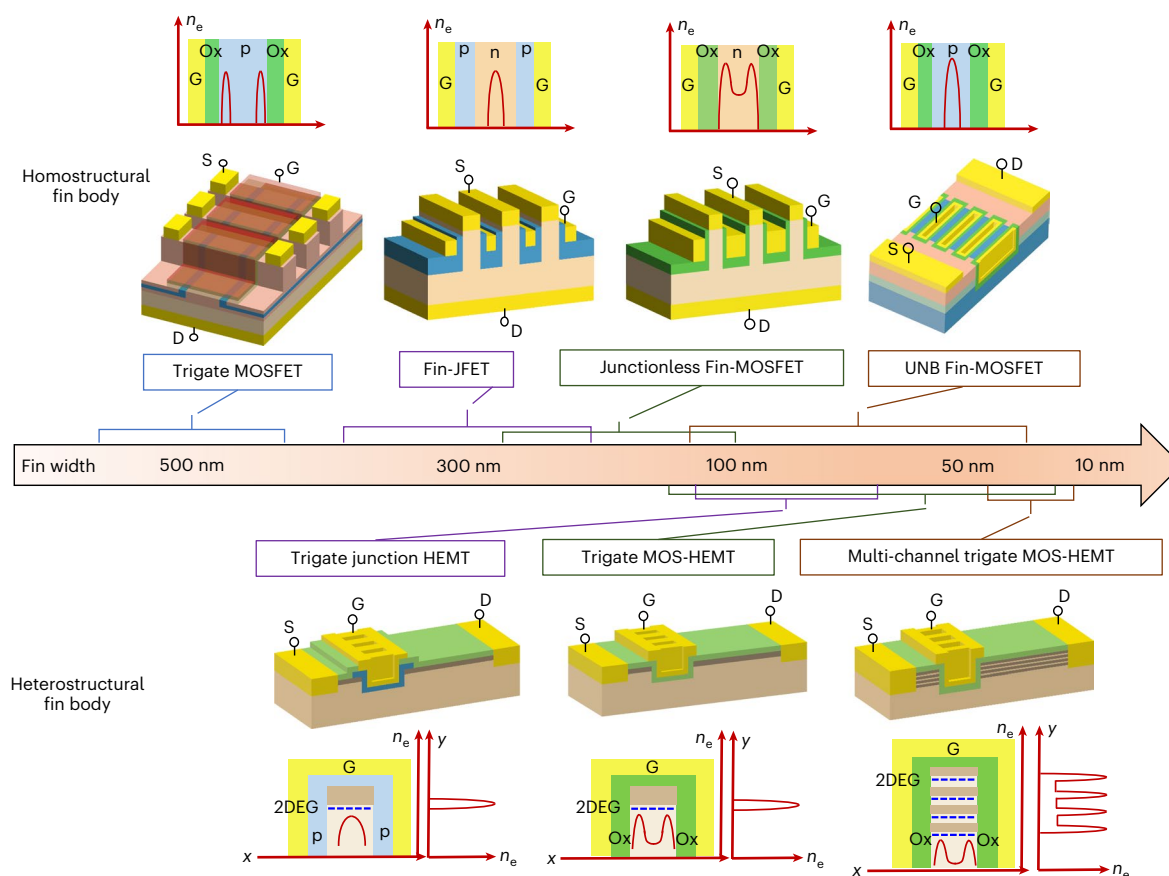 nₑ
Ox p Ox
G G
nₑ
p n p
G G
nₑ
Ox n Ox
G G
nₑ
Ox p Ox
G G
Homostructural
fin body
S G
D
S G
D
S G
D
D
G
S
Trigate MOSFET
Fin-JFET
Junctionless Fin-MOSFET
UNB Fin-MOSFET
Fin width 500 nm 300 nm 100 nm 50 nm 10 nm
Trigate junction HEMT
Trigate MOS-HEMT
Multi-channel trigate MOS-HEMT
Heterostructural
fin body
S G D
S G D
S G D
nₑ y
G
2DEG
p p
x nₑ
nₑ y
G
2DEG
Ox Ox
x nₑ
nₑ y
G
2DEG
Ox Ox
x nₑ